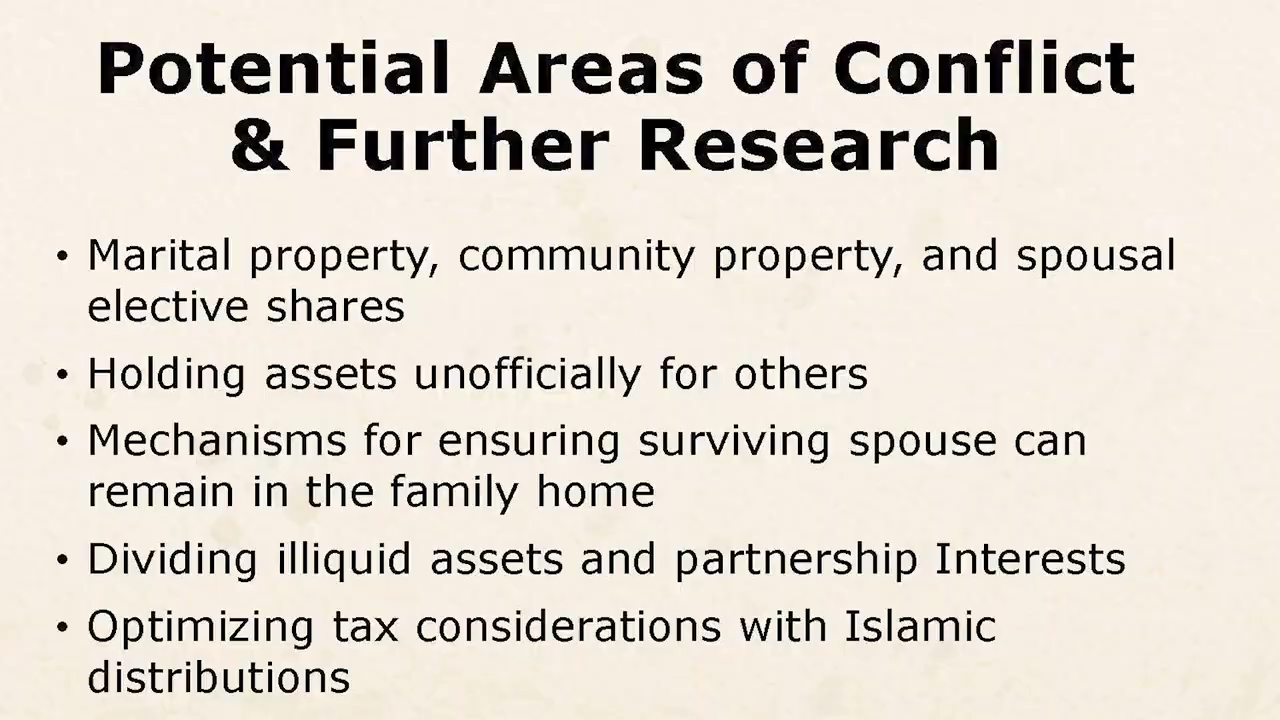 Potential Areas of Conflict
& Further Research
• Marital property, community property, and spousal
elective shares
• Holding assets unofficially for others
• Mechanisms for ensuring surviving spouse can
remain in the family home
• Dividing illiquid assets and partnership Interests
• Optimizing tax considerations with Islamic
distributions